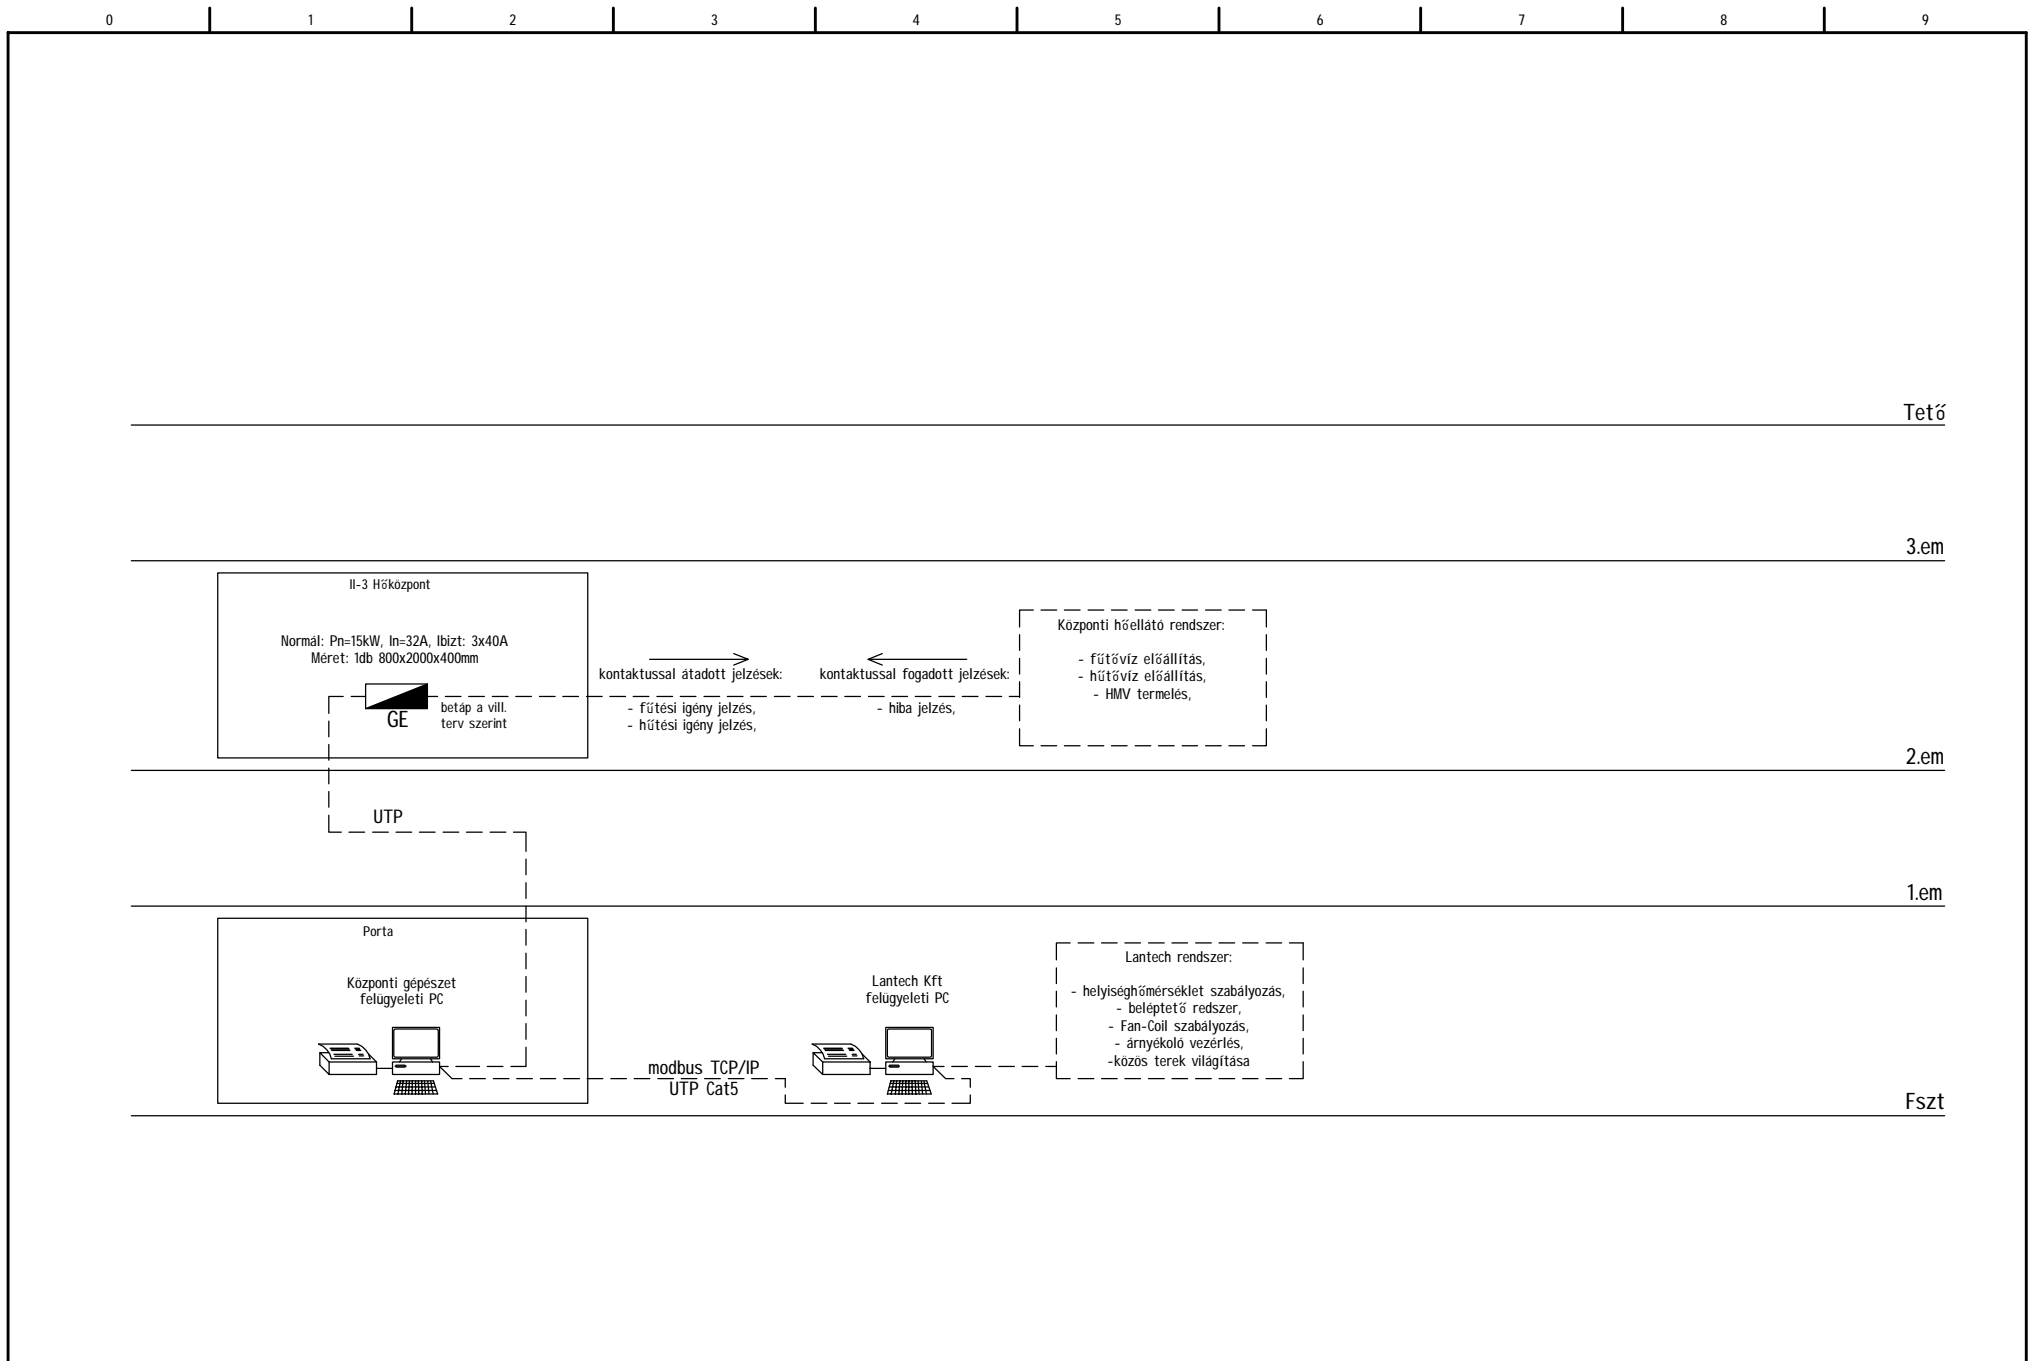 0 1 2 3 4 5 6 7 8 9
Tető
3.em
II-3 Hőközpont
Normál: Pn=15kW, In=32A, Ibizt: 3x40A
Méret: 1db 800x2000x400mm
GE
betáp a vill.
terv szerint
kontaktussal átadott jelzések:
- fűtési igény jelzés,
- hűtési igény jelzés,
kontaktussal fogadott jelzések:
- hiba jelzés,
Központi hőellátó rendszer:
- fűtővíz előállítás,
- hűtővíz előállítás,
- HMV termelés,
2.em
UTP
1.em
Porta
Központi gépészet
felügyeleti PC
modbus TCP/IP
UTP Cat5
Lantech Kft
felügyeleti PC
Lantech rendszer:
- helyiséghőmérséklet szabályozás,
- beléptető redszer,
- Fan-Coil szabályozás,
- árnyékoló vezérlés,
-közös terek világítása
Fszt